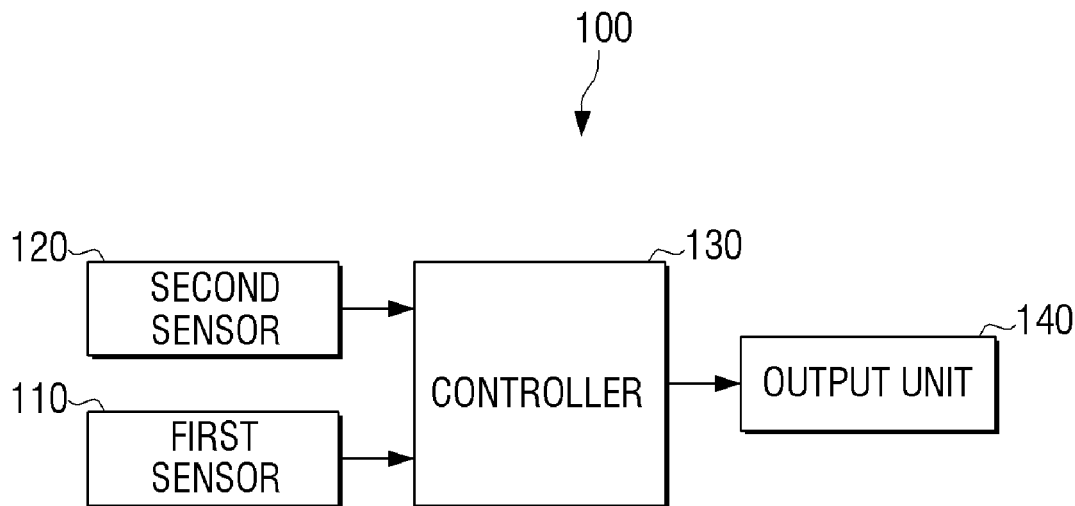 100
120
SECOND
SENSOR
130
CONTROLLER
140
OUTPUT UNIT
110
FIRST
SENSOR